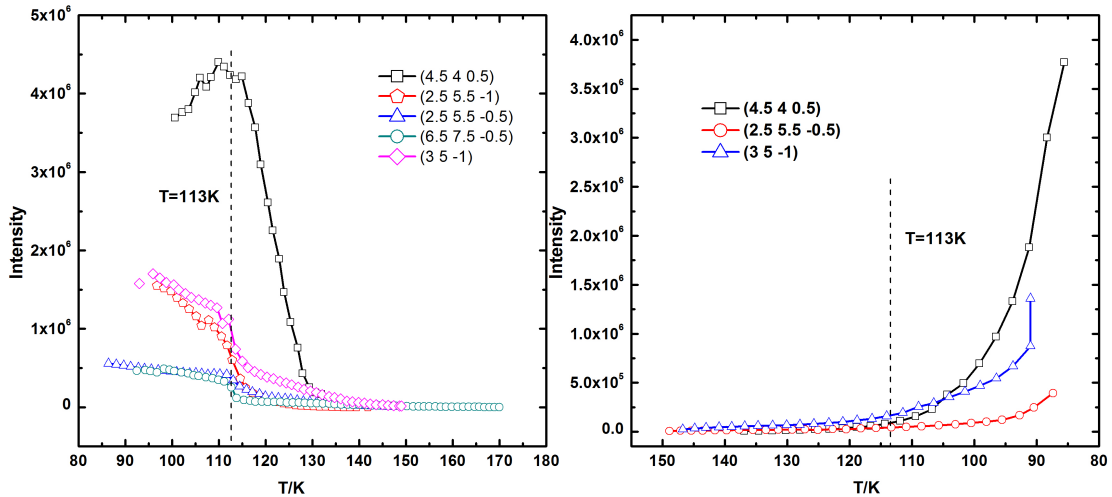 5x10⁶
4x10⁶
3x10⁶
2x10⁶
1x10⁶
0
Intensity
(4.5 4 0.5)
(2.5 5.5 -1)
(2.5 5.5 -0.5)
(6.5 7.5 -0.5)
(3 5 -1)
T=113K
80 90 100 110 120 130 140 150 160 170 180
T/K
4.0x10⁶
3.5x10⁶
3.0x10⁶
2.5x10⁶
2.0x10⁶
1.5x10⁶
1.0x10⁶
5.0x10⁵
0.0
Intensity
(4.5 4 0.5)
(2.5 5.5 -0.5)
(3 5 -1)
T=113K
150 140 130 120 110 100 90 80
T/K